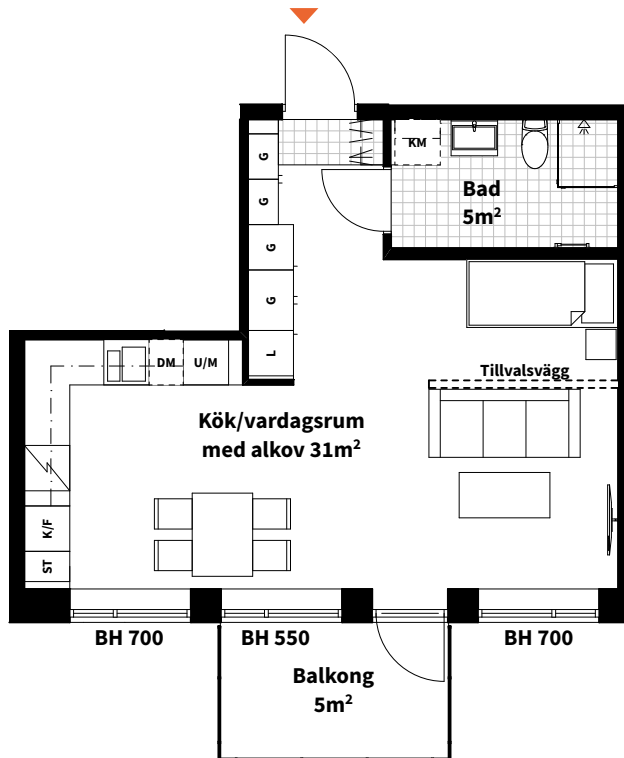 KM
G
G
G
G
L
Bad
5m²
DM U/M
Tillvalsvägg
Kök/vardagsrum
med alkov 31m²
K/F
ST
BH 700 BH 550 BH 700
Balkong
5m²